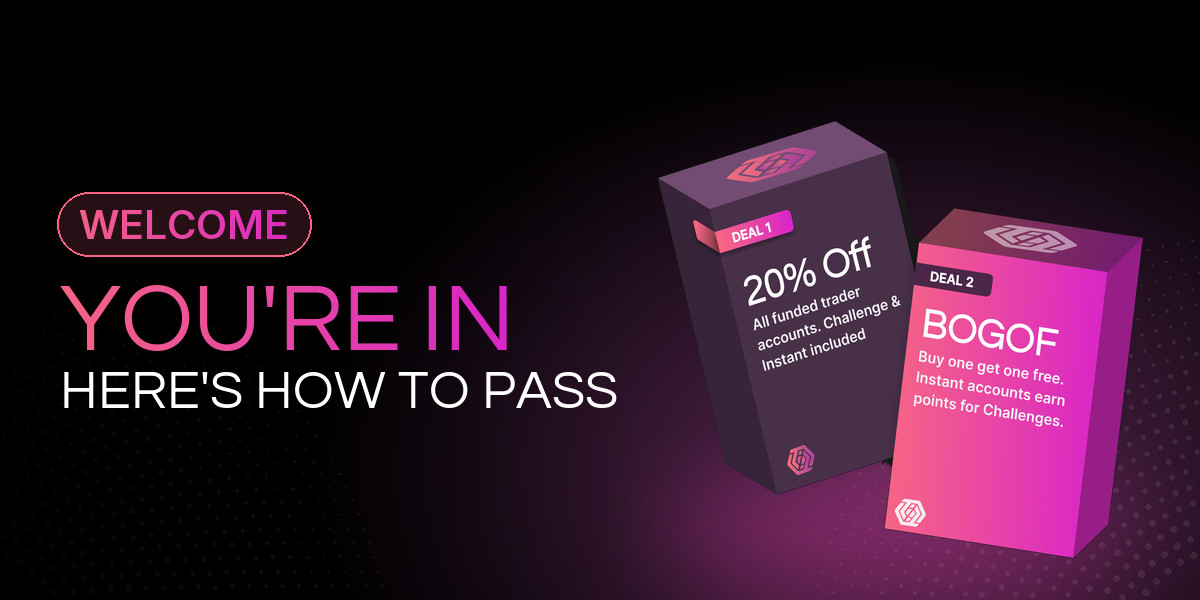 WELCOME
YOU'RE IN
HERE'S HOW TO PASS
DEAL 1
20% Off
All funded trader
accounts. Challenge &
Instant included
DEAL 2
BOGOF
Buy one get one free.
Instant accounts earn
points for Challenges.